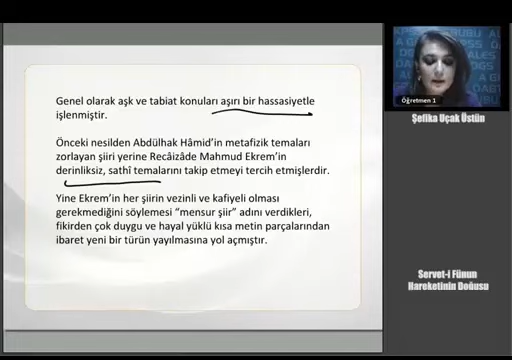 Genel olarak aşk ve tabiat konuları aşırı bir hassasiyetle
işlenmiştir.
Önceki nesilden Abdülhak Hâmid'in metafizik temaları
zorlayan şiiri yerine Recâizâde Mahmud Ekrem'in
derinliksiz, sathî temalarını takip etmeyi tercih etmişlerdir.
Yine Ekrem'in her şiirin vezinli ve kafiyeli olması
gerekmediğini söylemesi "mensur şiir" adını verdikleri,
fikirden çok duygu ve hayal yüklü kısa metin parçalarından
ibaret yeni bir türün yayılmasına yol açmıştır.
Öğretmen 1
Şefika Uçak Üstün
Servet-i Fünun
Hareketinin Doğusu